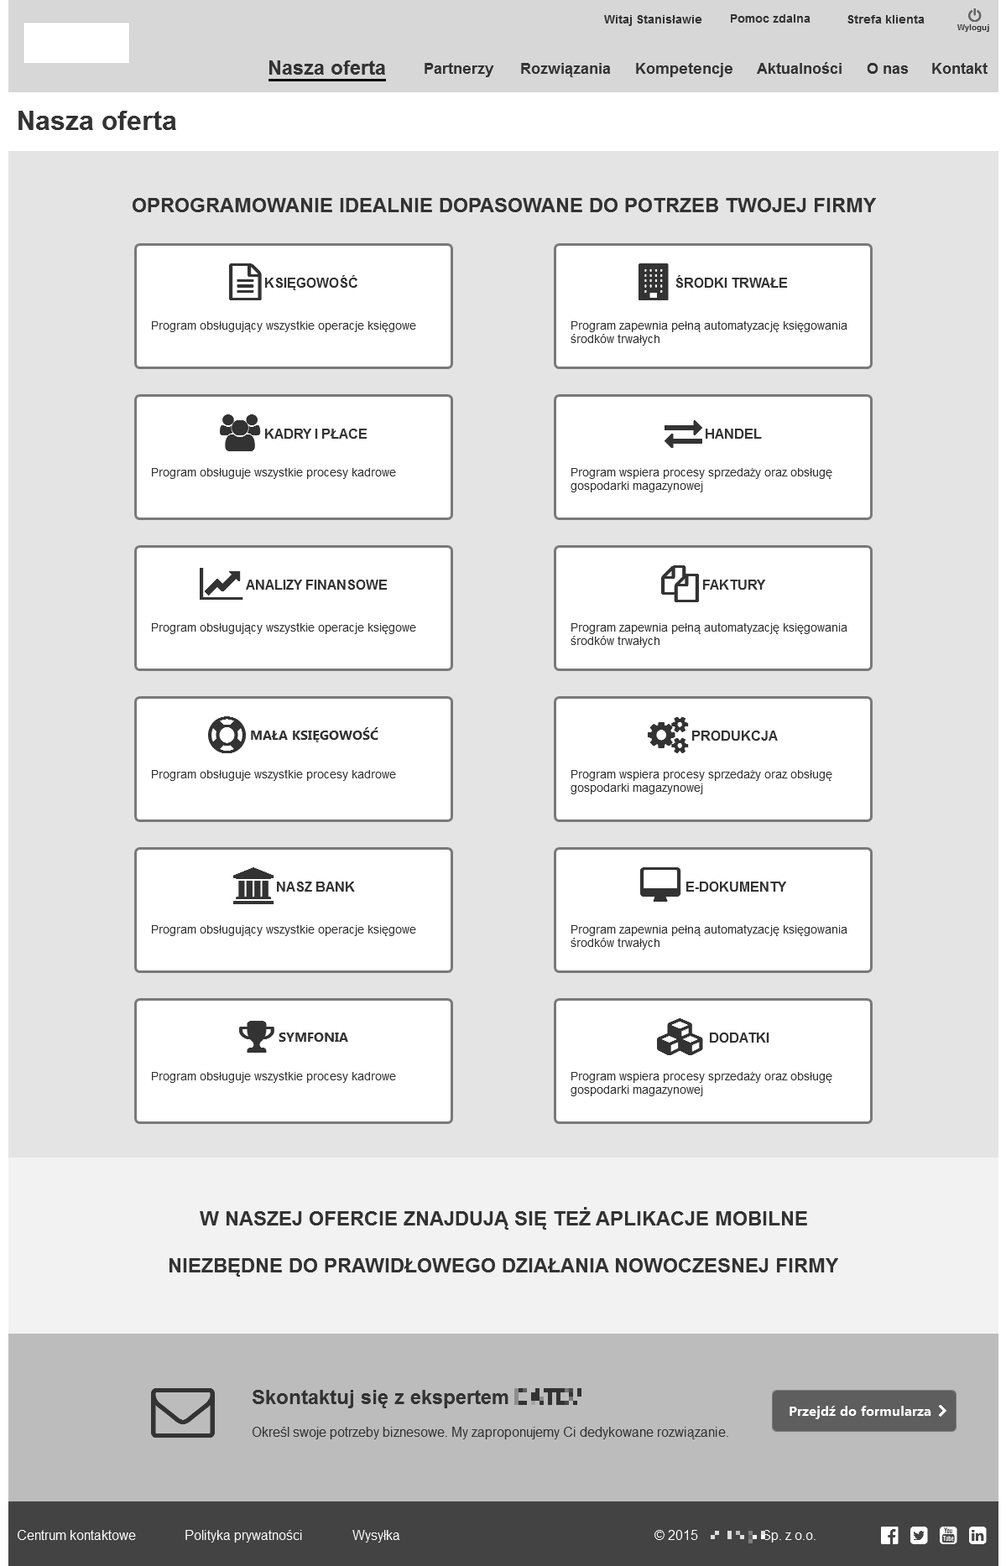 Witaj Stanisławie Pomoc zdalna Strefa klienta Wyloguj
Nasza oferta Partnerzy Rozwiązania Kompetencje Aktualności O nas Kontakt
Nasza oferta
OPROGRAMOWANIE IDEALNIE DOPASOWANE DO POTRZEB TWOJEJ FIRMY
KSIĘGOWOŚĆ
Program obsługujący wszystkie operacje księgowe
ŚRODKI TRWAŁE
Program zapewnia pełną automatyzację księgowania
środków trwałych
KADRY I PŁACE
Program obsługuje wszystkie procesy kadrowe
HANDEL
Program wspiera procesy sprzedaży oraz obsługę
gospodarki magazynowej
ANALIZY FINANSOWE
Program obsługujący wszystkie operacje księgowe
FAKTURY
Program zapewnia pełną automatyzację księgowania
środków trwałych
MAŁA KSIĘGOWOŚĆ
Program obsługuje wszystkie procesy kadrowe
PRODUKCJA
Program wspiera procesy sprzedaży oraz obsługę
gospodarki magazynowej
NASZ BANK
Program obsługujący wszystkie operacje księgowe
E-DOKUMENTY
Program zapewnia pełną automatyzację księgowania
środków trwałych
SYMFONIA
Program obsługuje wszystkie procesy kadrowe
DODATKI
Program wspiera procesy sprzedaży oraz obsługę
gospodarki magazynowej
W NASZEJ OFERCIE ZNAJDUJĄ SIĘ TEŻ APLIKACJE MOBILNE
NIEZBĘDNE DO PRAWIDŁOWEGO DZIAŁANIA NOWOCZESNEJ FIRMY
Skontaktuj się z ekspertem
Określ swoje potrzeby biznesowe. My zaproponujemy Ci dedykowane rozwiązanie.
Przejdź do formularza
Centrum kontaktowe Polityka prywatności Wysyłka © 2015 Sp. z o.o.